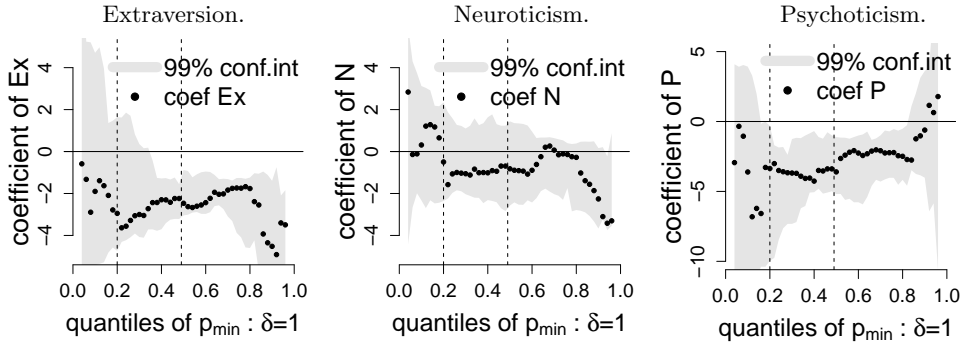 Extraversion.
4
2
0
−2
−4
coefficient of Ex
99% conf.int
coef Ex
0.0 0.2 0.4 0.6 0.8 1.0
quantiles of pmin : δ=1
Neuroticism.
4
2
0
−2
−4
coefficient of N
99% conf.int
coef N
0.0 0.2 0.4 0.6 0.8 1.0
quantiles of pmin : δ=1
Psychoticism.
5
0
−5
−10
coefficient of P
99% conf.int
coef P
0.0 0.2 0.4 0.6 0.8 1.0
quantiles of pmin : δ=1